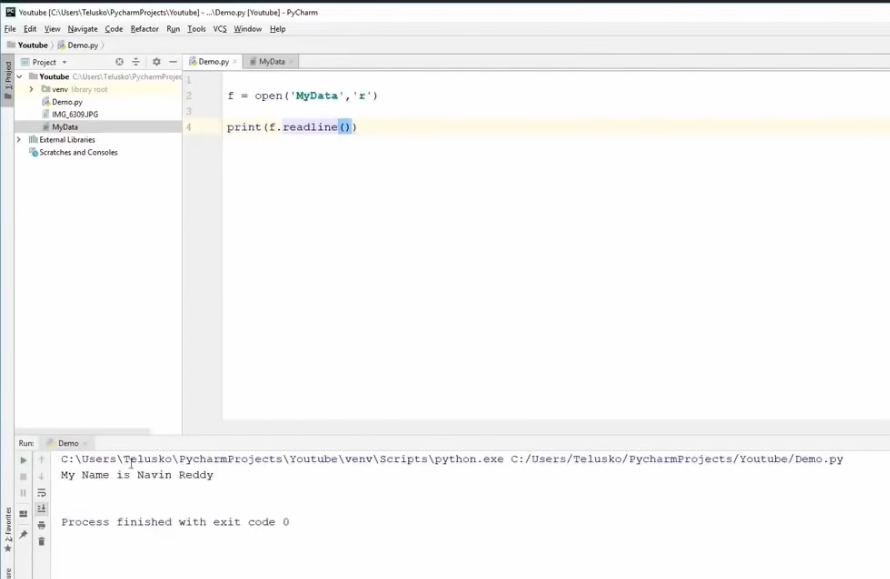 Youtube [C:\Users\Telusko\PycharmProjects\Youtube] - ...\Demo.py [Youtube] - PyCharm
File Edit View Navigate Code Refactor Run Tools VCS Window Help
Youtube Demo.py
1: Project
Project
Demo.py MyData
Youtube C:\Users\Telusko\PycharmProjec
venv library root
Demo.py
IMG_6309.JPG
MyData
External Libraries
Scratches and Consoles
1
2 f = open('MyData','r')
3
4 print(f.readline())
Run: Demo
C:\Users\Telusko\PycharmProjects\Youtube\venv\Scripts\python.exe C:/Users/Telusko/PycharmProjects/Youtube/Demo.py
My Name is Navin Reddy
Process finished with exit code 0
2: Favorites